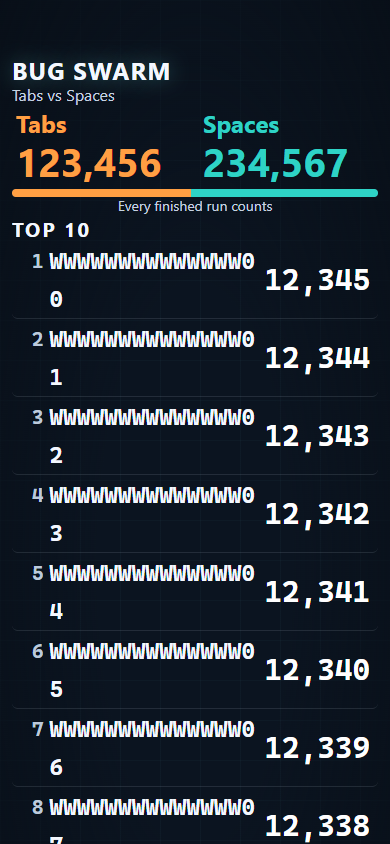 BUG SWARM
Tabs vs Spaces
Tabs Spaces
123,456 234,567
Every finished run counts
TOP 10
1 WWWWWWWWWWWWWW0 12,345
0
2 WWWWWWWWWWWWWW0 12,344
1
3 WWWWWWWWWWWWWW0 12,343
2
4 WWWWWWWWWWWWWW0 12,342
3
5 WWWWWWWWWWWWWW0 12,341
4
6 WWWWWWWWWWWWWW0 12,340
5
7 WWWWWWWWWWWWWW0 12,339
6
8 WWWWWWWWWWWWWW0 12,338
7